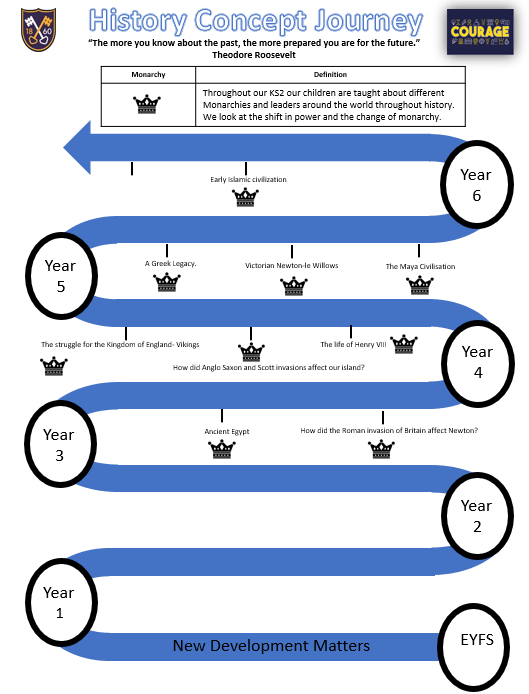 History Concept Journey
18 60
COURAGE
“The more you know about the past, the more prepared you are for the future.”
Theodore Roosevelt
Monarchy
Definition
Throughout our KS2 our children are taught about different
Monarchies and leaders around the world throughout history.
We look at the shift in power and the change of monarchy.
Year
6
Early Islamic civilization
Year
5
A Greek Legacy.
Victorian Newton-le Willows
The Maya Civilisation
The struggle for the Kingdom of England- Vikings
The life of Henry VIII
How did Anglo Saxon and Scott invasions affect our island?
Year
4
Year
3
Ancient Egypt
How did the Roman invasion of Britain affect Newton?
Year
2
Year
1
New Development Matters
EYFS